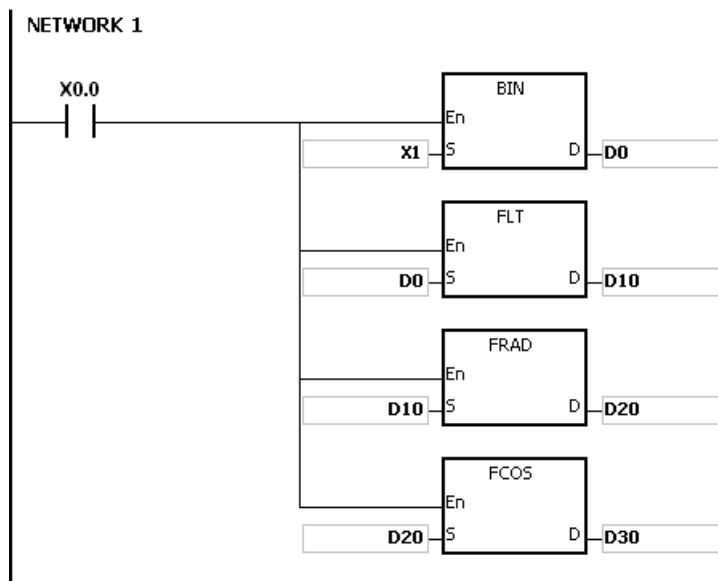 NETWORK 1
X0.0
BIN
En
X1 S D D0
FLT
En
D0 S D D10
FRAD
En
D10 S D D20
FCOS
En
D20 S D D30